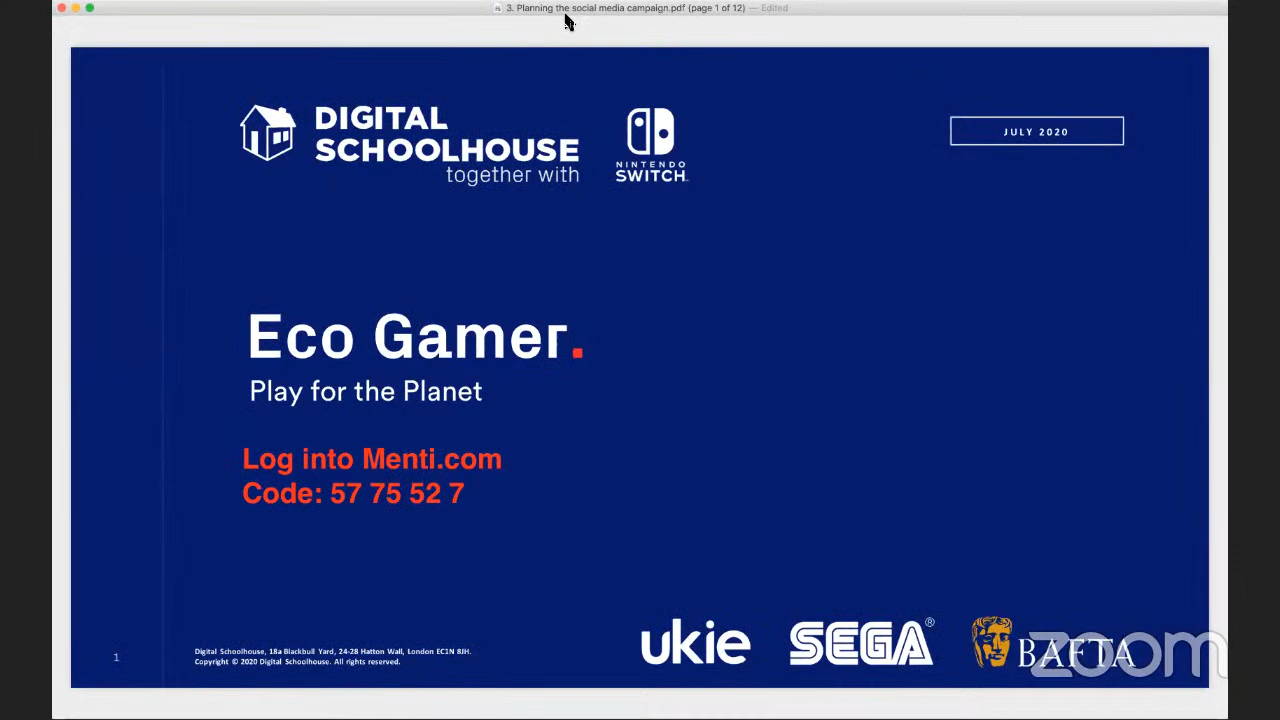 3. Planning the social media campaign.pdf (page 1 of 12) — Edited
DIGITAL
SCHOOLHOUSE
together with
NINTENDO
SWITCH™
JULY 2020
Eco Gamer.
Play for the Planet
Log into Menti.com
Code: 57 75 52 7
1
Digital Schoolhouse, 18a Blackbull Yard, 24-28 Hatton Wall, London EC1N 8JH.
Copyright © 2020 Digital Schoolhouse. All rights reserved.
ukie
SEGA®
BAFTA
zoom